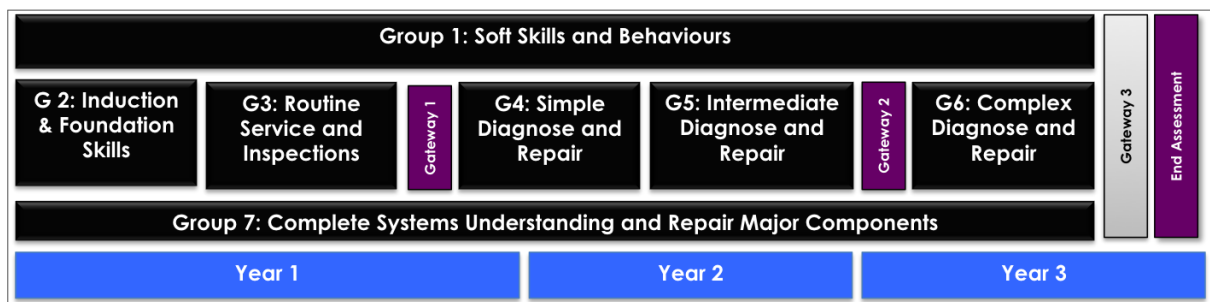 Group 1: Soft Skills and Behaviours
G 2: Induction
& Foundation
Skills
G3: Routine
Service and
Inspections
Gateway 1
G4: Simple
Diagnose and
Repair
G5: Intermediate
Diagnose and
Repair
Gateway 2
G6: Complex
Diagnose and
Repair
Gateway 3
End Assessment
Group 7: Complete Systems Understanding and Repair Major Components
Year 1
Year 2
Year 3